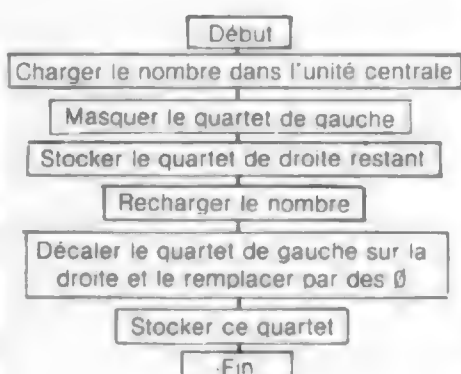 Début
Charger le nombre dans l'unité centrale
Masquer le quartet de gauche
Stocker le quartet de droite restant
Recharger le nombre
Décaler le quartet de gauche sur la
droite et le remplacer par des Ø
Stocker ce quartet
Fin